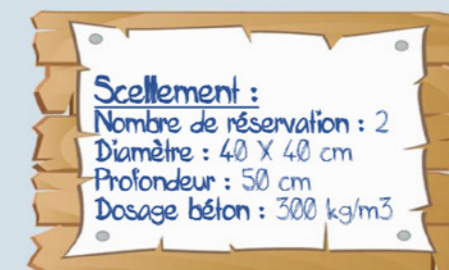 Scellement :
Nombre de réservation : 2
Diamètre : 40 X 40 cm
Profondeur : 50 cm
Dosage béton : 300 kg/m3